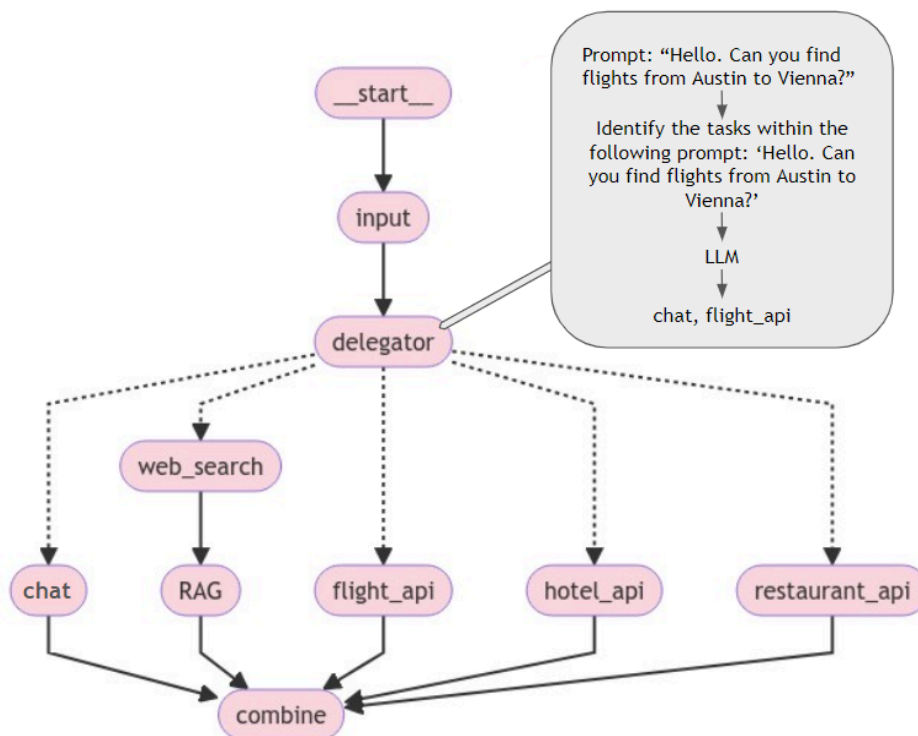 Prompt: “Hello. Can you find
flights from Austin to Vienna?”
Identify the tasks within the
following prompt: ‘Hello. Can
you find flights from Austin to
Vienna?’
LLM
chat, flight_api
__start__
input
delegator
web_search
chat
RAG
flight_api
hotel_api
restaurant_api
combine